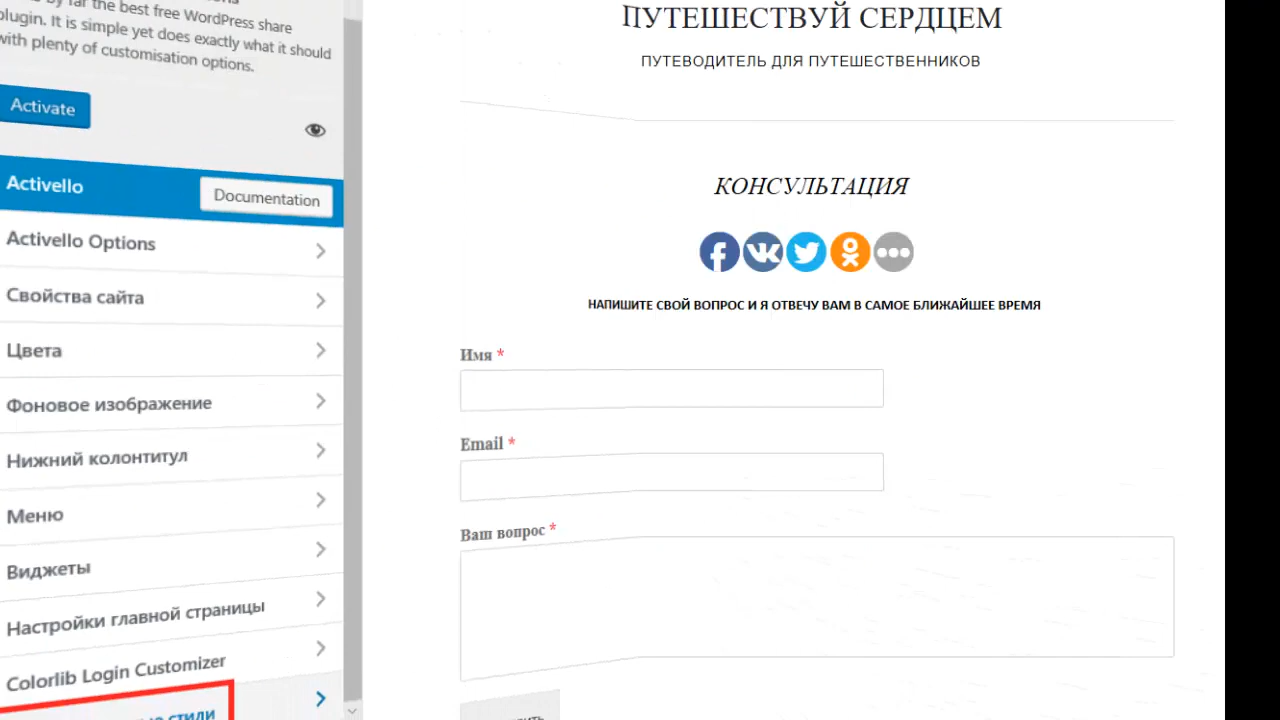 by far the best free WordPress share
plugin. It is simple yet does exactly what it should
with plenty of customisation options.
Activate
Activello
Documentation
Activello Options
Свойства сайта
Цвета
Фоновое изображение
Нижний колонтитул
Меню
Виджеты
Настройки главной страницы
Colorlib Login Customizer
стили
ПУТЕШЕСТВУЙ СЕРДЦЕМ
ПУТЕВОДИТЕЛЬ ДЛЯ ПУТЕШЕСТВЕННИКОВ
КОНСУЛЬТАЦИЯ
НАПИШИТЕ СВОЙ ВОПРОС И Я ОТВЕЧУ ВАМ В САМОЕ БЛИЖАЙШЕЕ ВРЕМЯ
Имя *
Email *
Ваш вопрос *